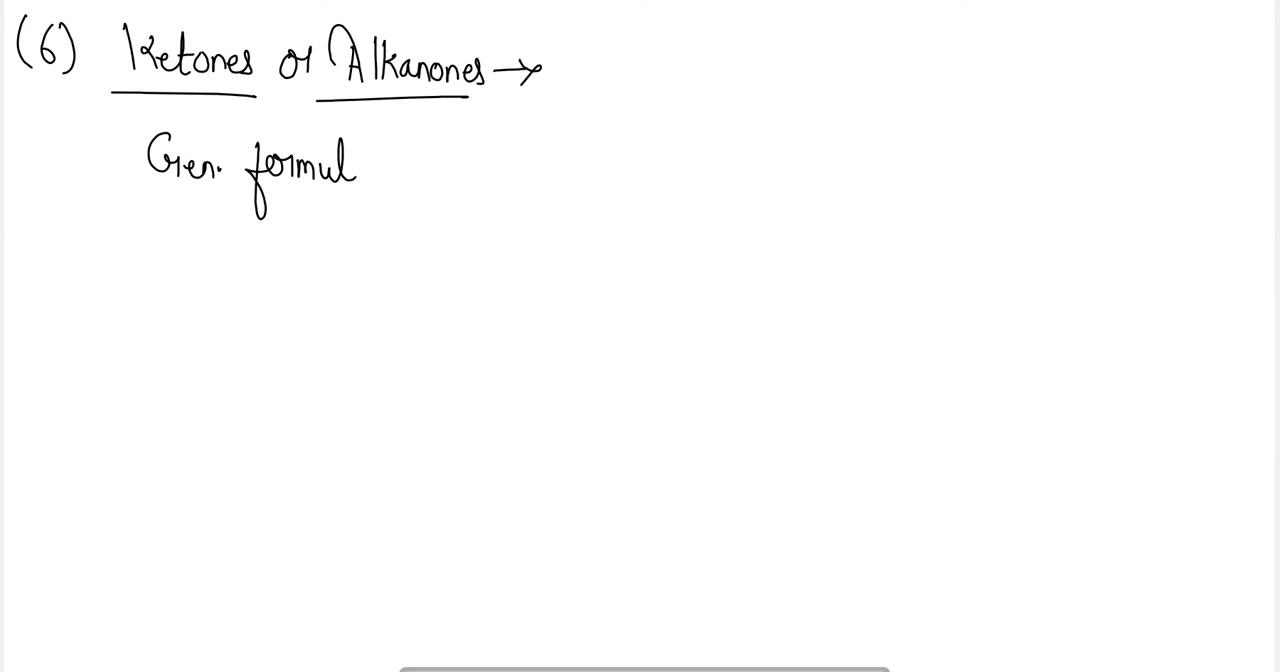 (6) Ketones or Alkanones →
Gen. formul